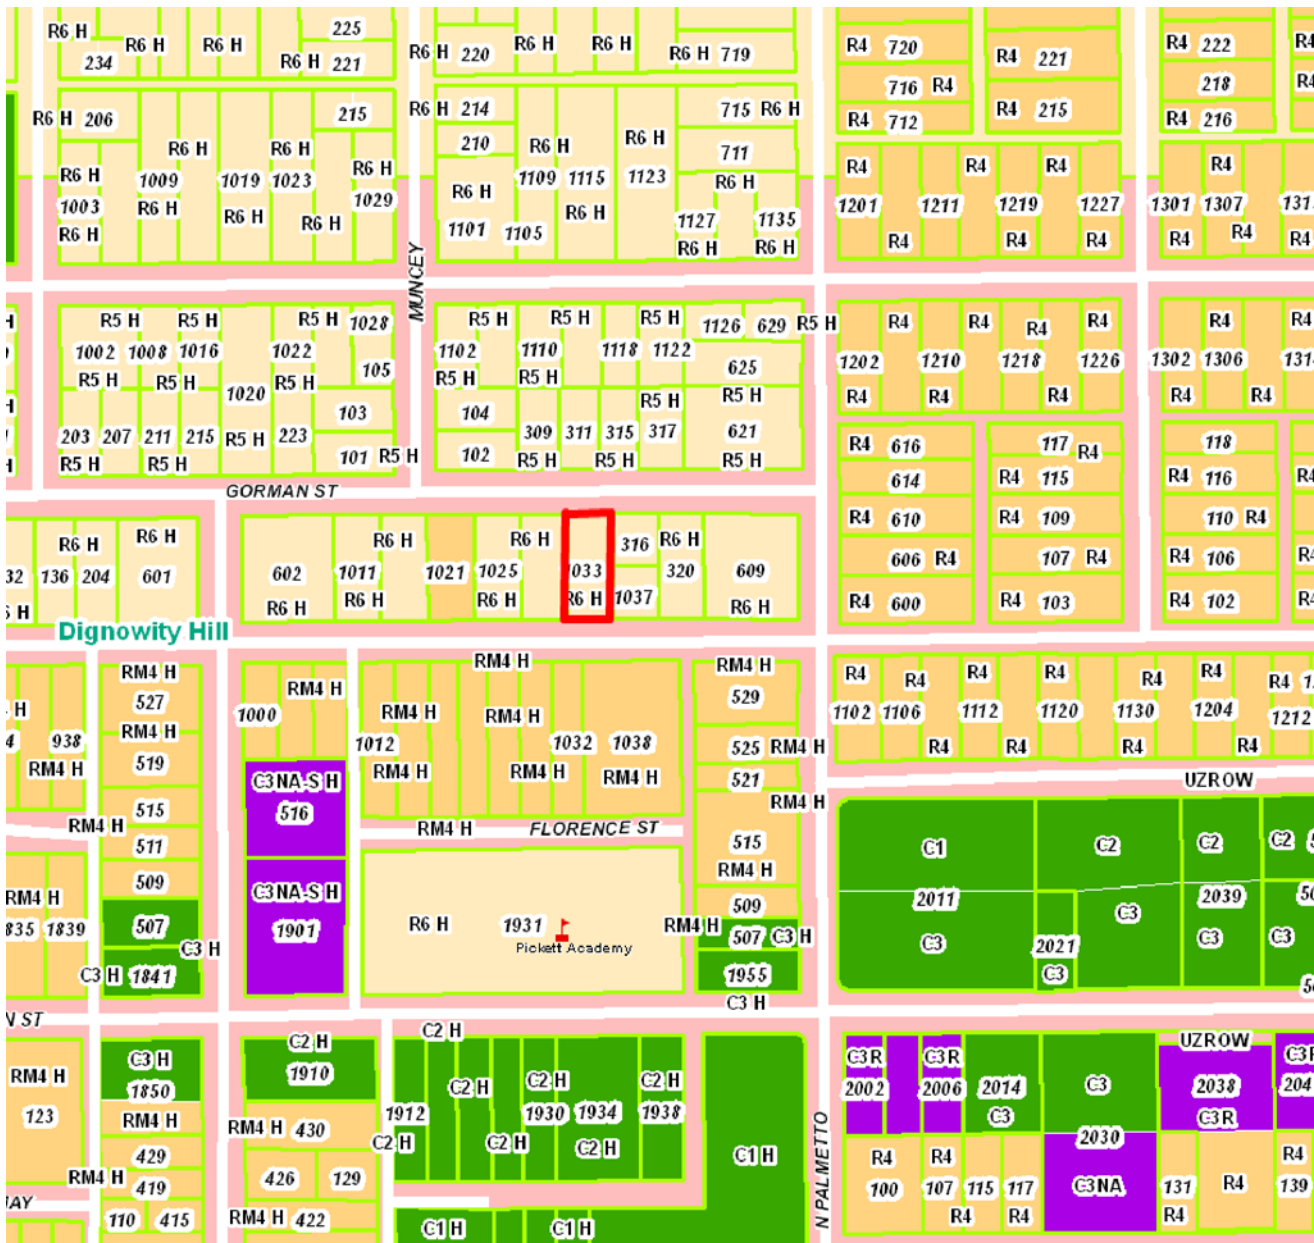 R6 H R6 H R6 H 225
234 R6 H 221
R6 H 220 R6 H R6 H R6 H 719
R4 720 R4 221
716 R4 R4 215
R4 712
R4 222 R4
218 R4
R4 216
R6 H 206 R6 H R6 H 215
R6 H 1009 1019 1023 R6 H
1003 R6 H R6 H R6 H 1029
R6 H
R6 H 214 715 R6 H
210 R6 H R6 H 711
R6 H 1109 1115 1123 R6 H
1101 1105 R6 H 1127 1135
R6 H R6 H
R4 R4 R4
1201 1211 1219 1227
R4 R4 R4
R4
1301 1307
R4 R4 R4
MUNCEY
R5 H R5 H R5 H 1028
1002 1008 1016 1022 105
R5 H R5 H 1020 R5 H
203 207 211 215 R5 H 223 103
R5 H R5 H 101 R5 H
R5 H R5 H R5 H 1126 629 R5 H
1102 1110 1118 1122 625
R5 H R5 H R5 H R5 H
104 309 311 315 317 621
102 R5 H R5 H R5 H
R4 R4 R4 R4
1202 1210 1218 1226
R4 R4 R4
R4 R4
1302 1306
R4 R4
R4 616 117 R4
614 R4 115
R4 610 R4 109
606 R4 107 R4
R4 600 R4 103
118
R4 116 R4
110 R4
R4 106 R4
R4 102
GORMAN ST
R6 H R6 H
136 204 601
R6 H R6 H R6 H
602 1011 1021 1025 1033 316 320 609
R6 H R6 H R6 H R6 H 1037 R6 H
Dignowity Hill
RM4 H 527
938 RM4 H
RM4 H 519
515
RM4 H 511
509
RM4 H 507
1839 C3 H
C3 H 1841
RM4 H
1000
C3NA-S H
516
C3NA-S H
1901
RM4 H
RM4 H RM4 H
1012 1032 1038
RM4 H RM4 H RM4 H
RM4 H FLORENCE ST
R6 H 1931
Pickett Academy
RM4 H
529
525 RM4 H
521
RM4 H
515
RM4 H
509
RM4 H 507 C3 H
1955
C3 H
R4 R4 R4 R4 R4 R4 R4
1102 1106 1112 1120 1130 1204 1212
R4 R4 R4 R4
UZROW
C1 C2 C2 C2
2011 2039
C3 C3 C3 C3
2021
C3
N ST
RM4 H
123
C3 H
1850
RM4 H
429
RM4 H 419
110 415
C2 H
1910
RM4 H 430
426 129
RM4 H 422
C2 H
C2 H C2 H C2 H
1912 1930 1934 1938
C2 H C2 H C2 H
C1 H
C1 H C1 H
N PALMETTO
UZROW
C3R C3R 2014 C3 2038
2002 2006 C3 C3R
2030
R4 R4 C3NA R4 R4
100 107 115 117 131 139
R4 R4 R4